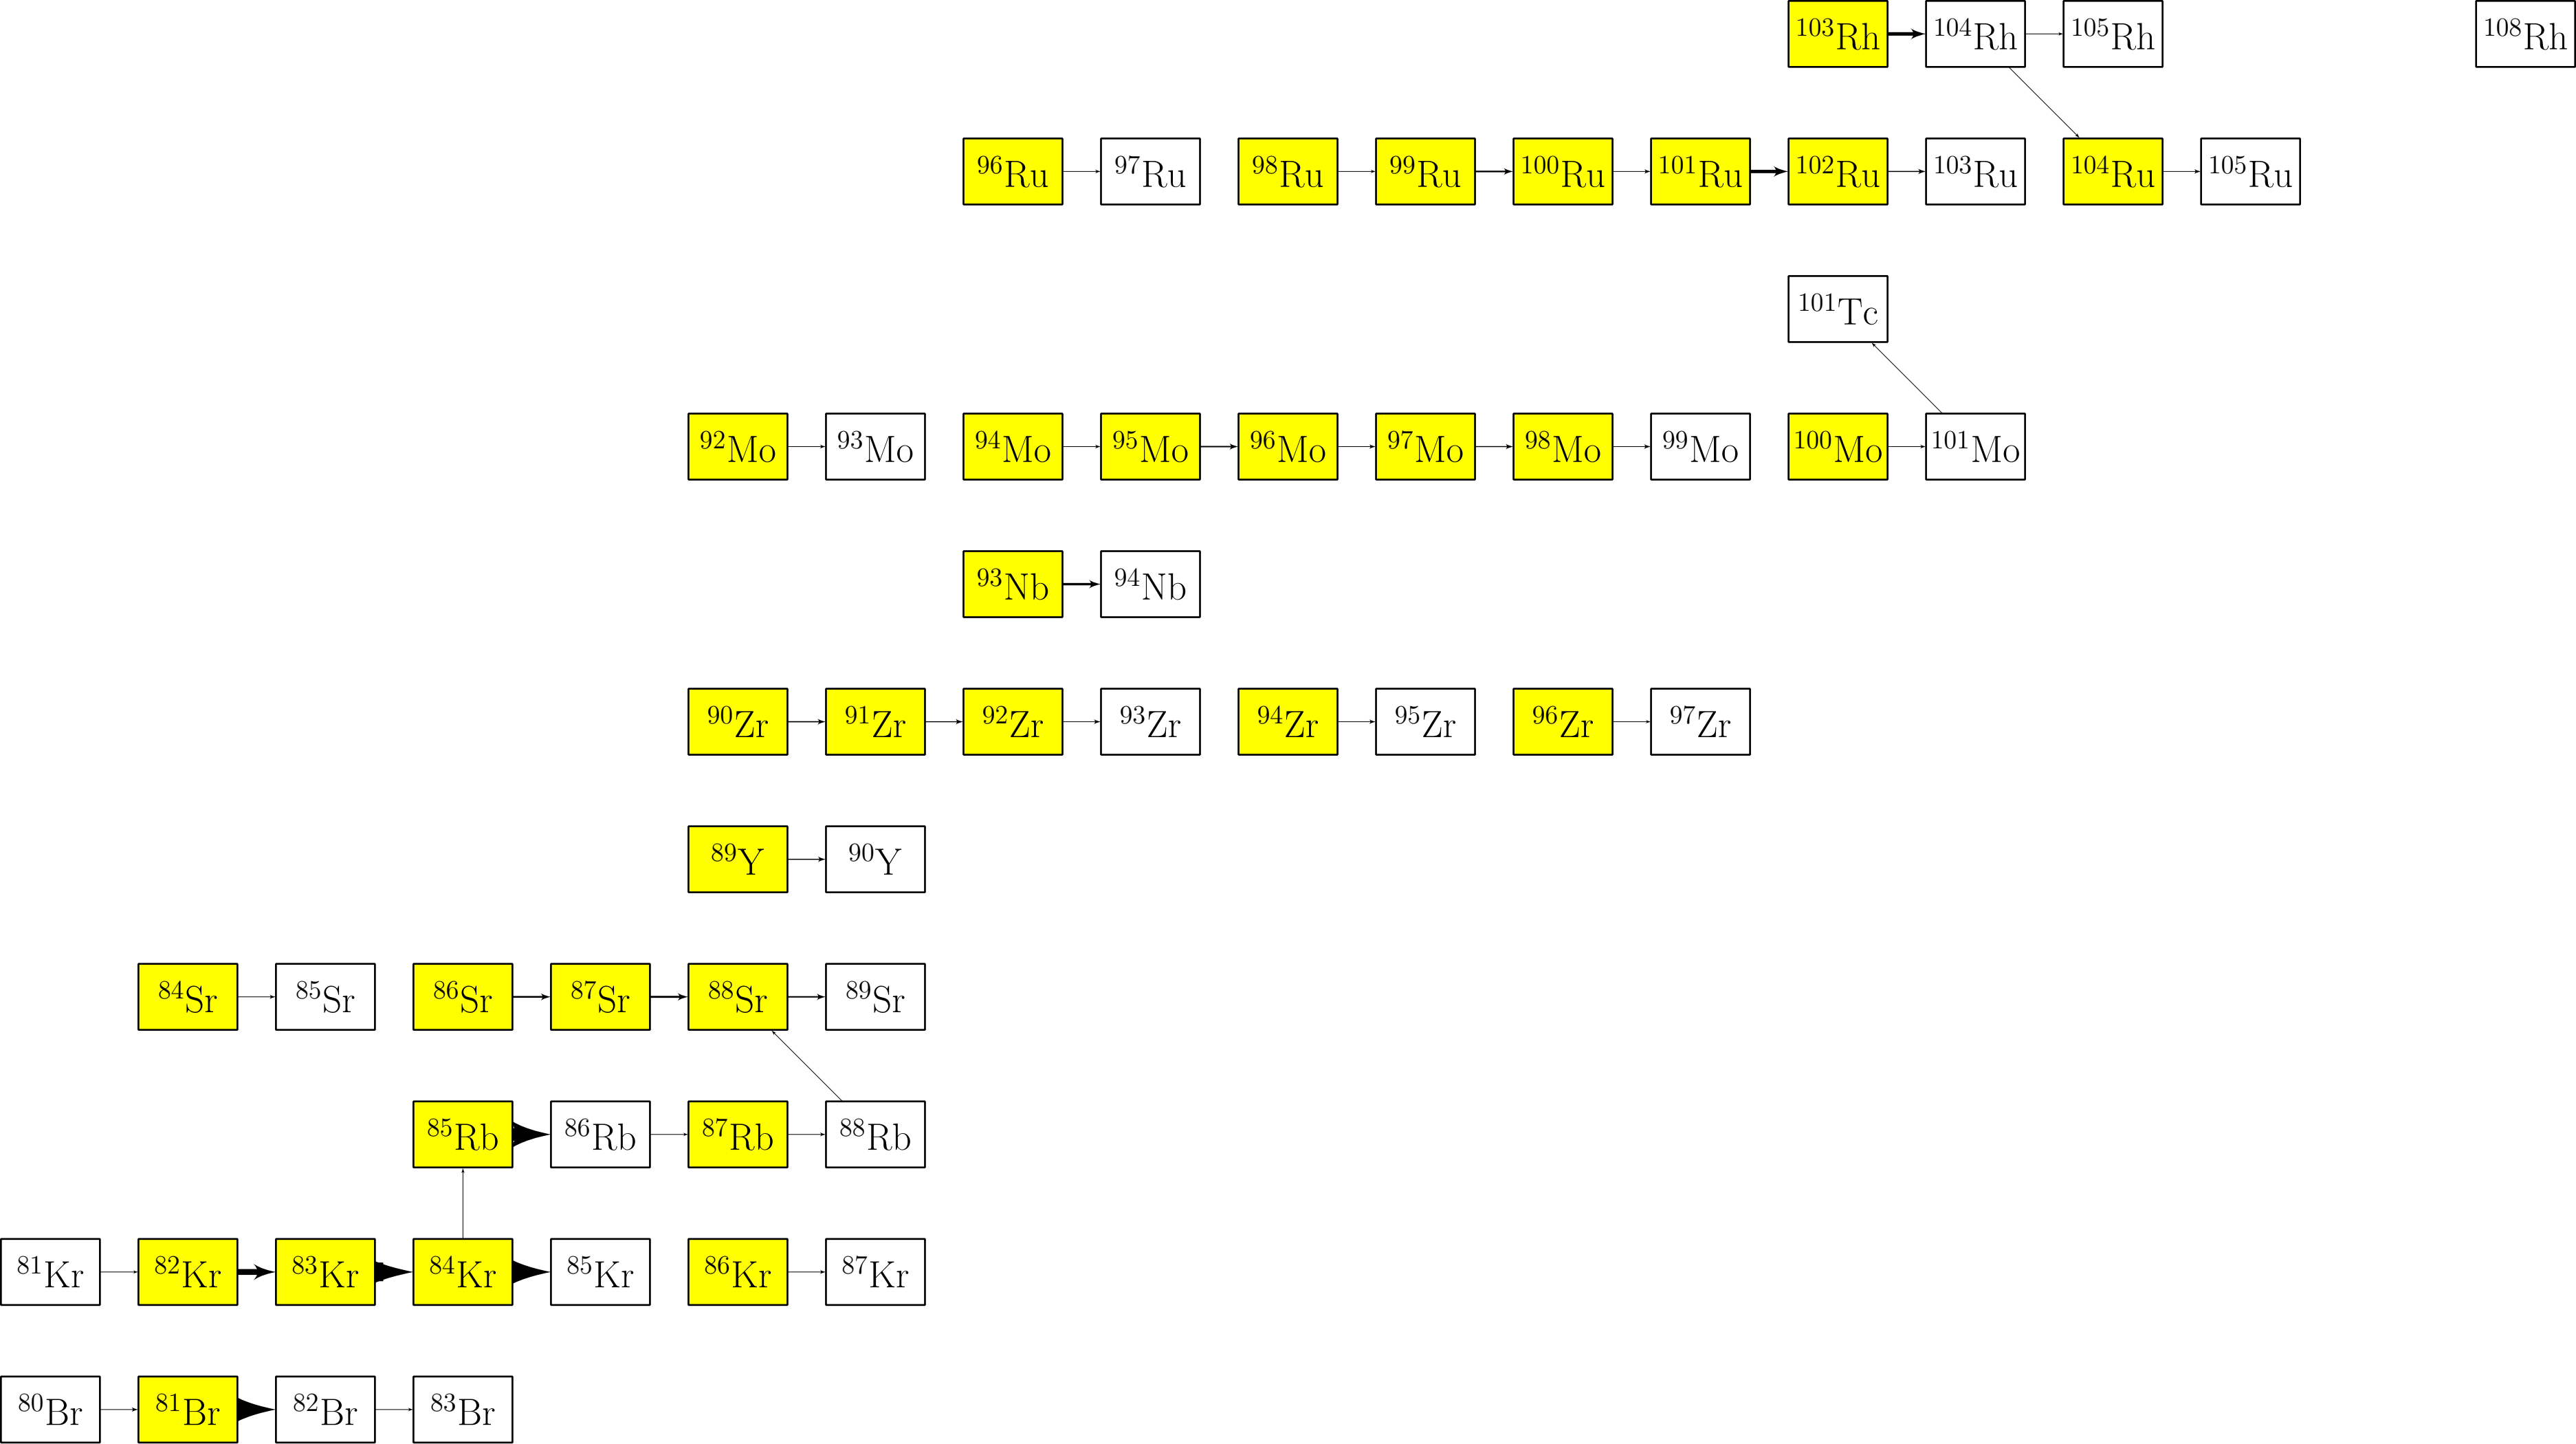 103Rh 104Rh 105Rh 108Rh
96Ru 97Ru 98Ru 99Ru 100Ru 101Ru 102Ru 103Ru 104Ru 105Ru
101Tc
92Mo 93Mo 94Mo 95Mo 96Mo 97Mo 98Mo 99Mo 100Mo 101Mo
93Nb 94Nb
90Zr 91Zr 92Zr 93Zr 94Zr 95Zr 96Zr 97Zr
89Y 90Y
84Sr 85Sr 86Sr 87Sr 88Sr 89Sr
85Rb 86Rb 87Rb 88Rb
81Kr 82Kr 83Kr 84Kr 85Kr 86Kr 87Kr
80Br 81Br 82Br 83Br